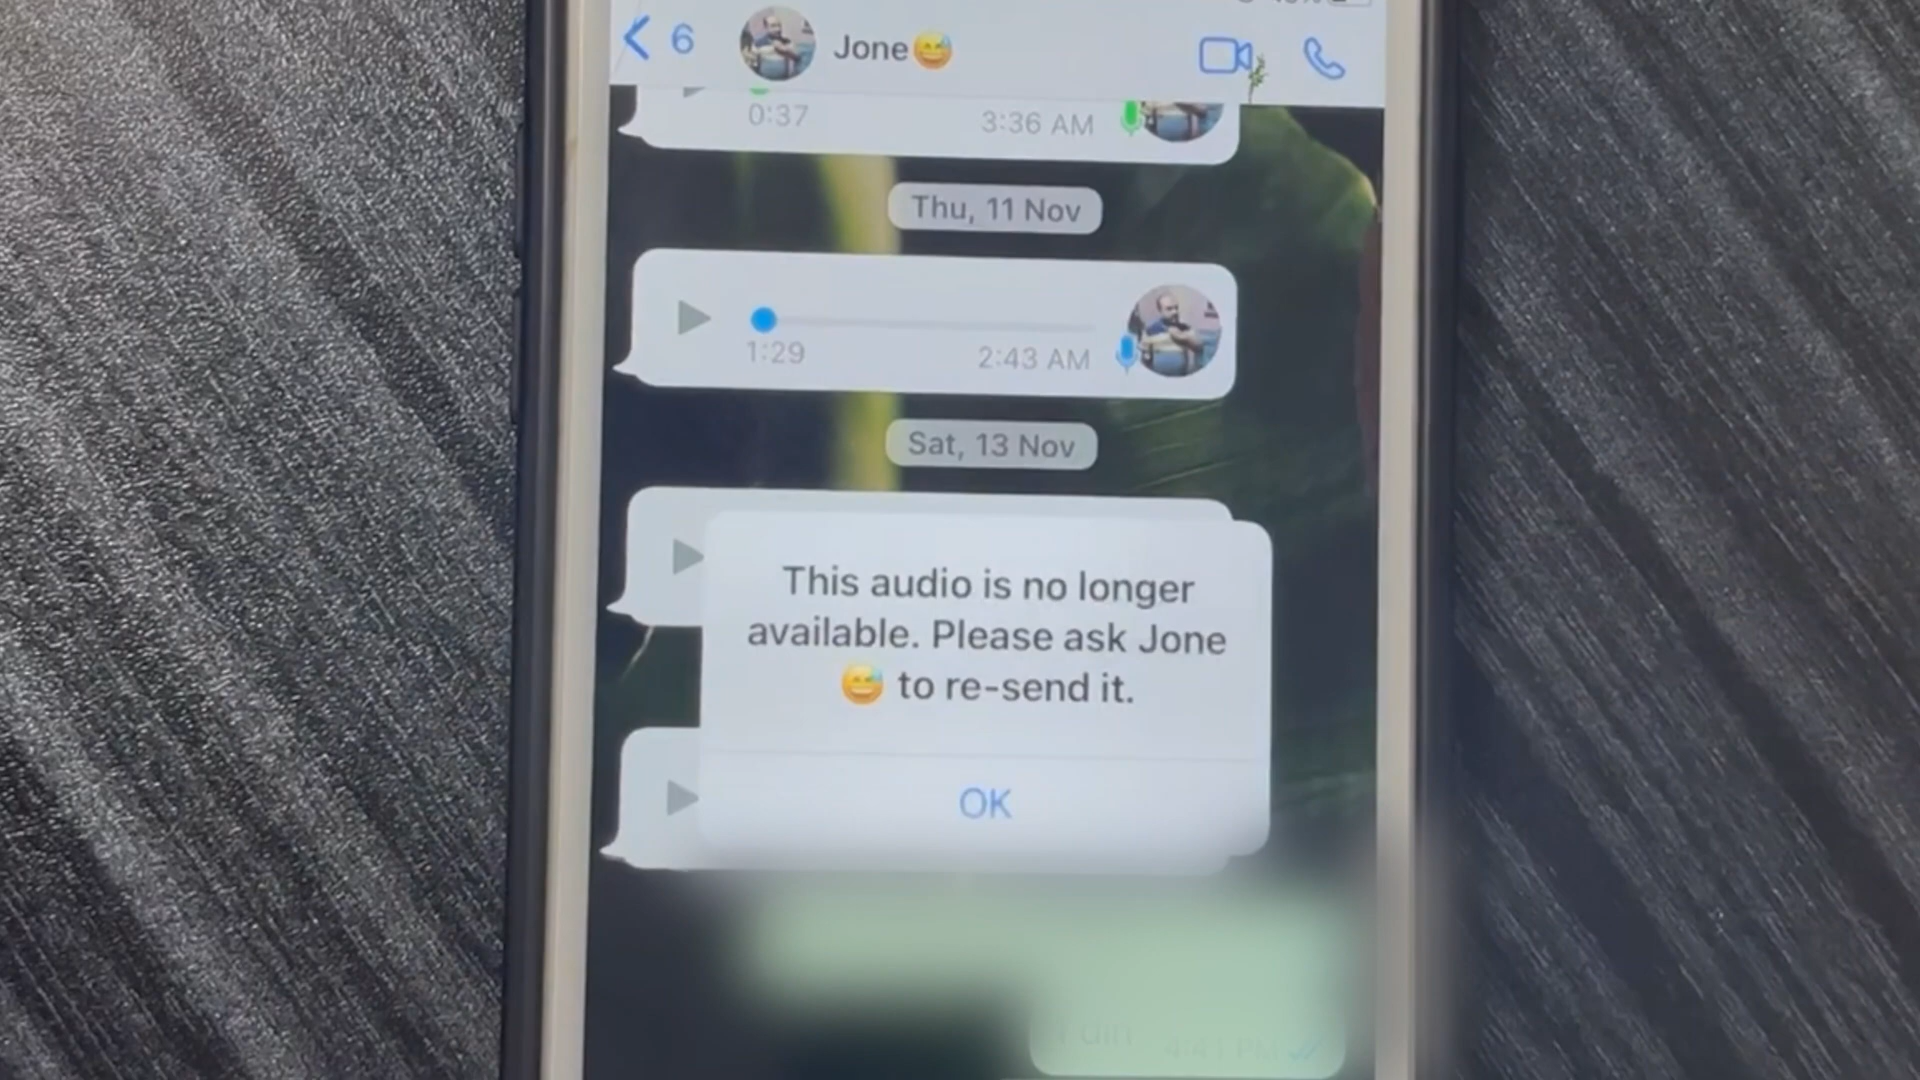 6
Jone😅
0:37
3:36 AM
Thu, 11 Nov
1:29
2:43 AM
Sat, 13 Nov
This audio is no longer
available. Please ask Jone
😅 to re-send it.
OK